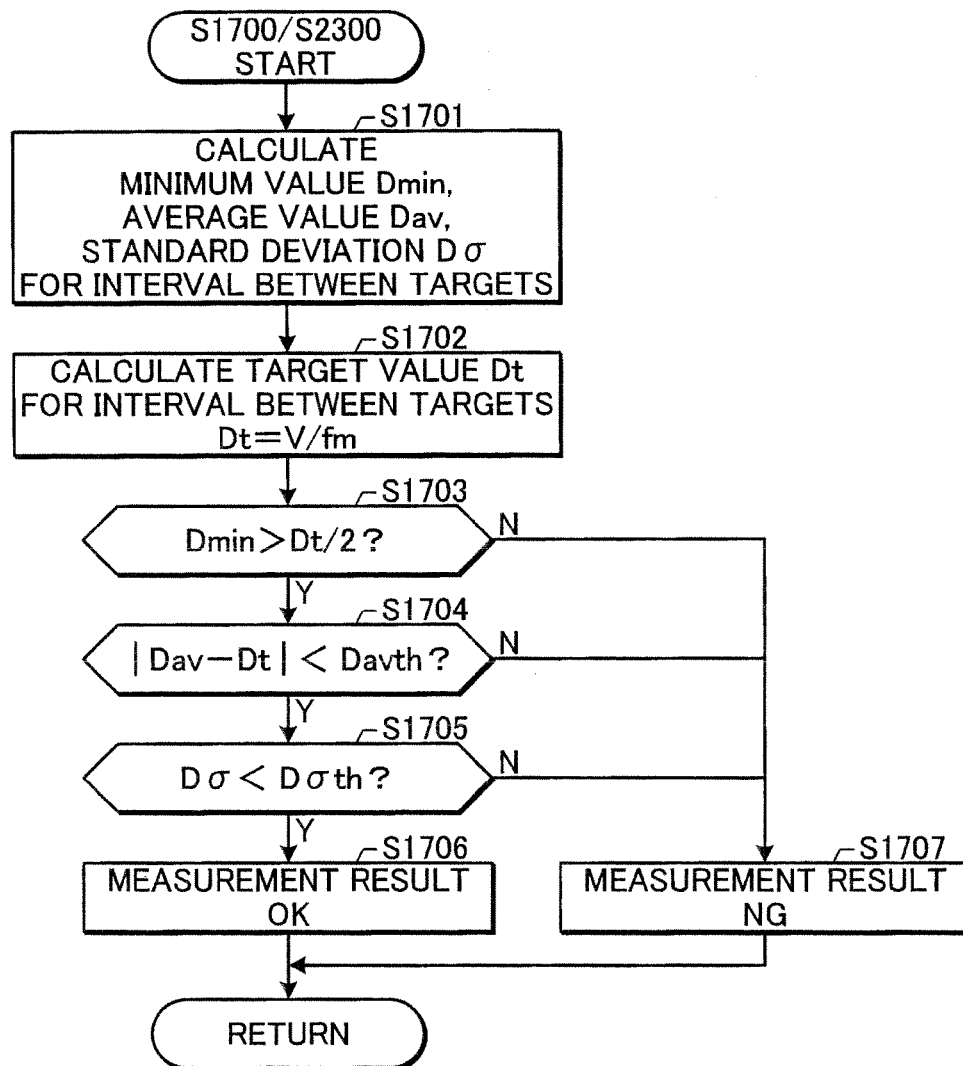 S1700/S2300
START
S1701
CALCULATE
MINIMUM VALUE Dmin,
AVERAGE VALUE Dav,
STANDARD DEVIATION Dσ
FOR INTERVAL BETWEEN TARGETS
S1702
CALCULATE TARGET VALUE Dt
FOR INTERVAL BETWEEN TARGETS
Dt=V/fm
S1703
Dmin>Dt/2?
N
Y
S1704
|Dav-Dt| < Davth?
N
Y
S1705
Dσ < Dσth?
N
Y
S1706
MEASUREMENT RESULT
OK
S1707
MEASUREMENT RESULT
NG
RETURN